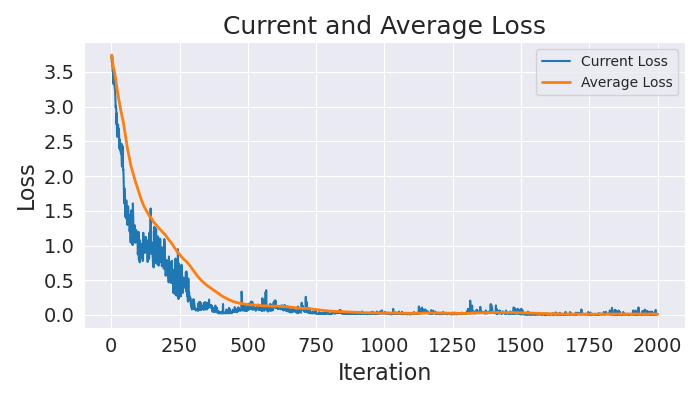 Current and Average Loss
Current Loss
Average Loss
Loss
3.5
3.0
2.5
2.0
1.5
1.0
0.5
0.0
0 250 500 750 1000 1250 1500 1750 2000
Iteration